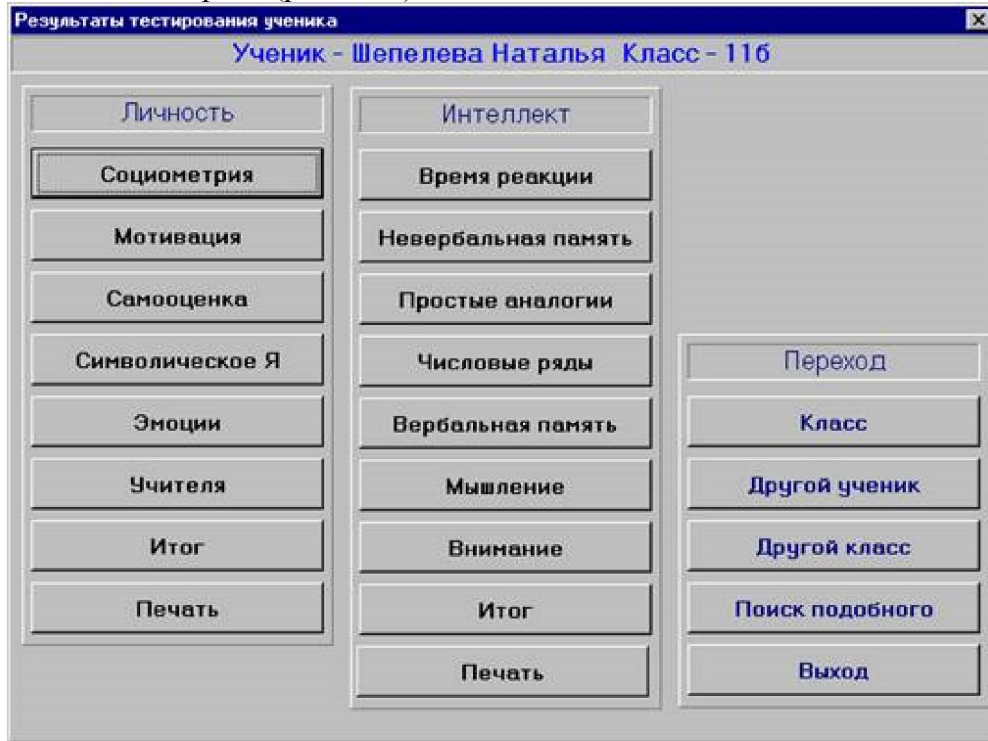 Результаты тестирования ученика
Ученик - Шепелева Наталья Класс - 11б
Личность
Социометрия
Мотивация
Самооценка
Символическое Я
Эмоции
Учителя
Итог
Печать
Интеллект
Время реакции
Невербальная память
Простые аналогии
Числовые ряды
Вербальная память
Мышление
Внимание
Итог
Печать
Переход
Класс
Другой ученик
Другой класс
Поиск подобного
Выход